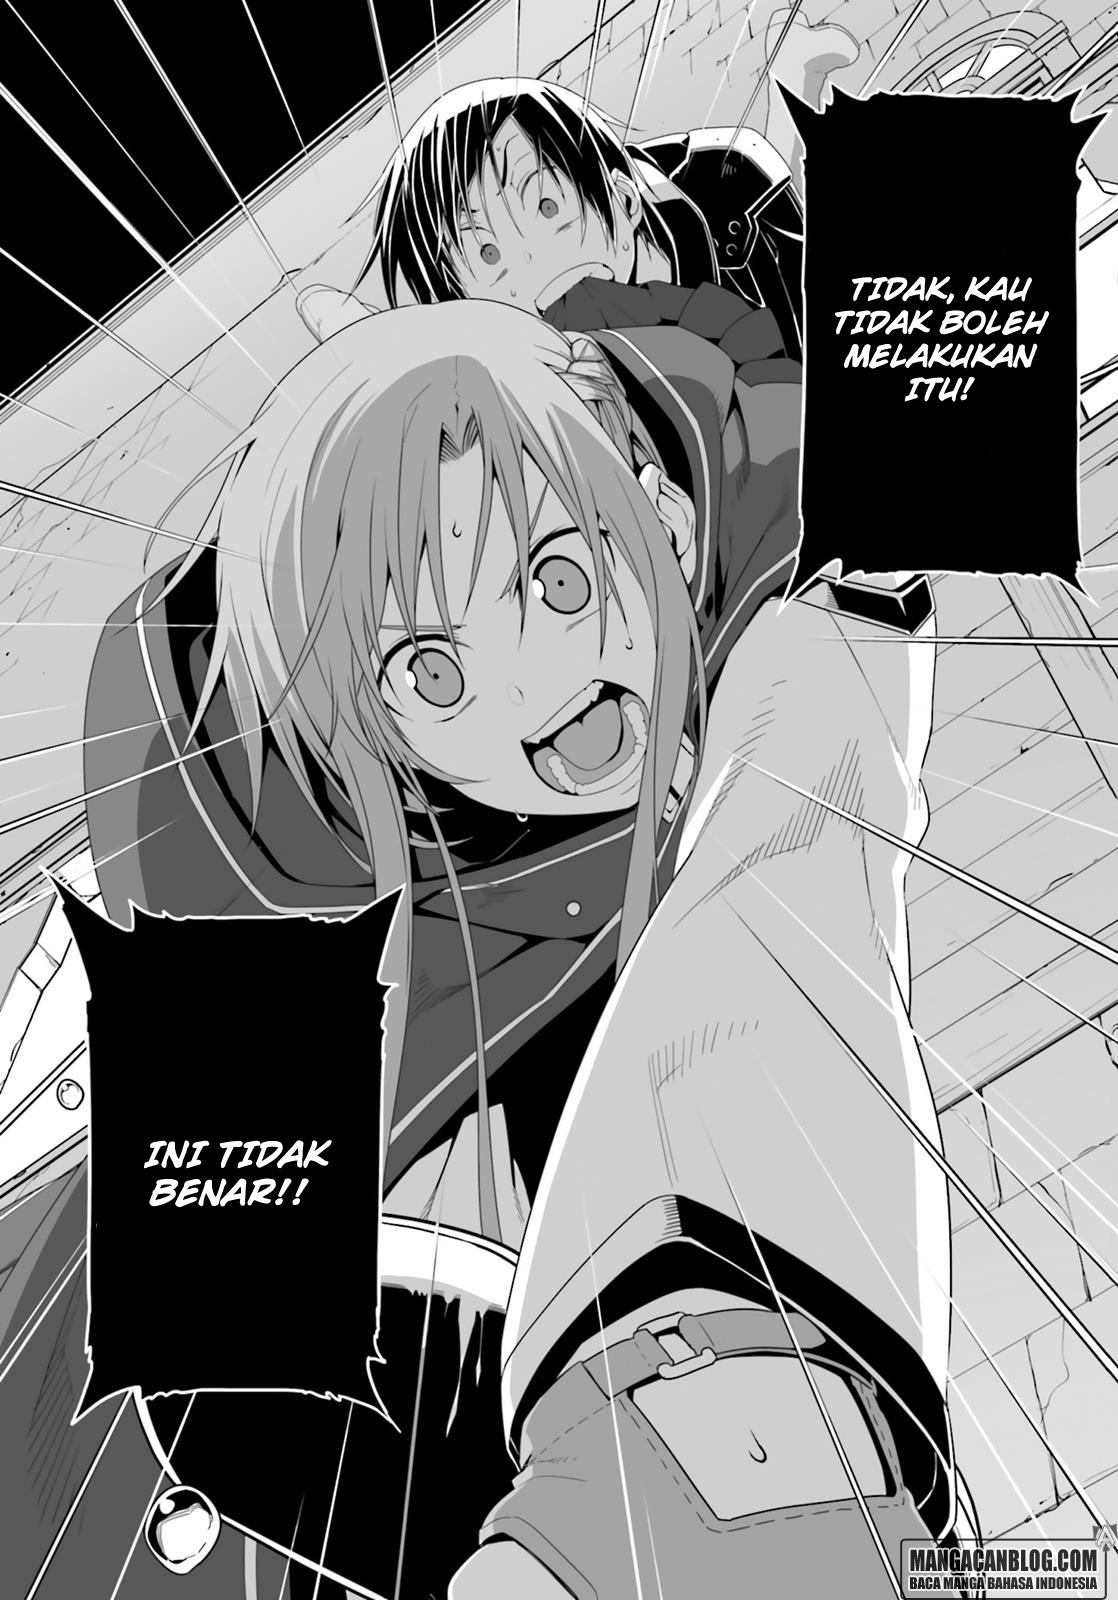 TIDAK, KAU
TIDAK BOLEH
MELAKUKAN
ITU!
INI TIDAK
BENAR!!
MANGACANBLOG.COM
BACA MANGA BAHASA INDONESIA